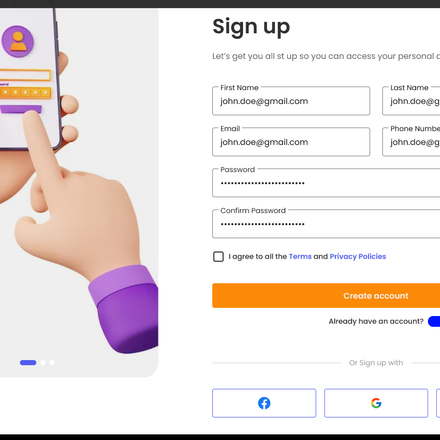 Sign up
Let's get you all st up so you can access your personal
First Name
Last Name
john.doe@gmail.com
john.doe@g
Email
Phone Numbe
john.doe@gmail.com
john.doe@g
Password
Confirm Password
I agree to all the Terms and Privacy Policies
Create account
Already have an account?
Or Sign up with